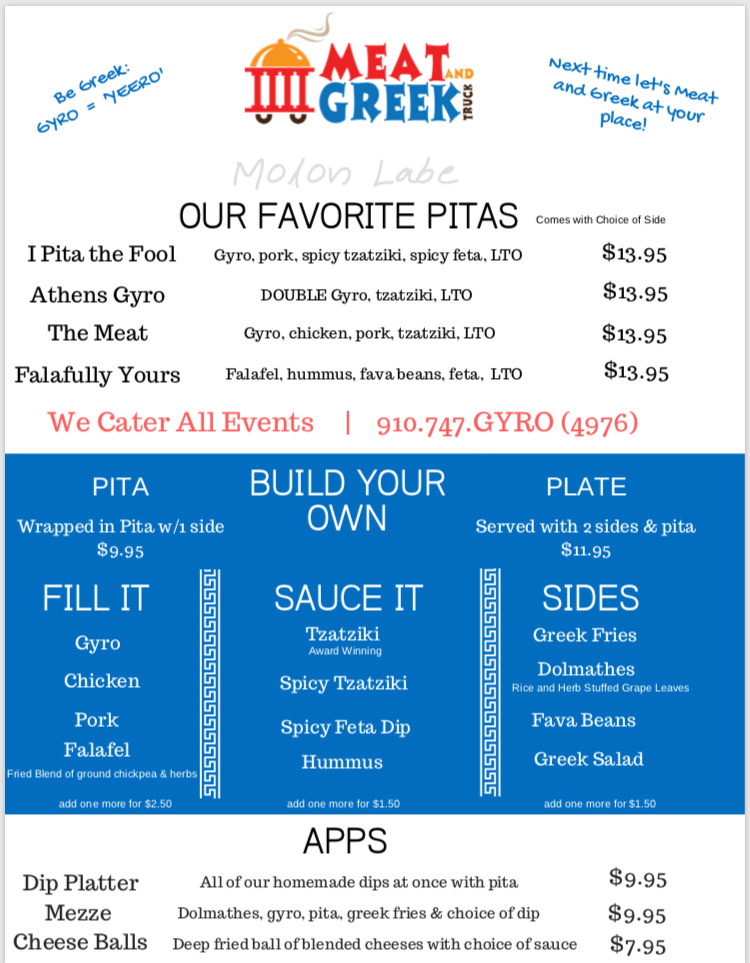 Be Greek:
GYRO = 'YEERO'
MEAT AND
GREEK TRUCK
Next time let's Meat
and Greek at your
place!
Molon Labe
OUR FAVORITE PITAS Comes with Choice of Side
I Pita the Fool Gyro, pork, spicy tzatziki, spicy feta, LTO $13.95
Athens Gyro DOUBLE Gyro, tzatziki, LTO $13.95
The Meat Gyro, chicken, pork, tzatziki, LTO $13.95
Falafully Yours Falafel, hummus, fava beans, feta, LTO $13.95
We Cater All Events | 910.747.GYRO (4976)
PITA
Wrapped in Pita w/1 side
$9.95
BUILD YOUR
OWN
PLATE
Served with 2 sides & pita
$11.95
FILL IT
Gyro
Chicken
Pork
Falafel
Fried Blend of ground chickpea & herbs
add one more for $2.50
SAUCE IT
Tzatziki
Award Winning
Spicy Tzatziki
Spicy Feta Dip
Hummus
add one more for $1.50
SIDES
Greek Fries
Dolmathes
Rice and Herb Stuffed Grape Leaves
Fava Beans
Greek Salad
add one more for $1.50
APPS
Dip Platter All of our homemade dips at once with pita $9.95
Mezze Dolmathes, gyro, pita, greek fries & choice of dip $9.95
Cheese Balls Deep fried ball of blended cheeses with choice of sauce $7.95